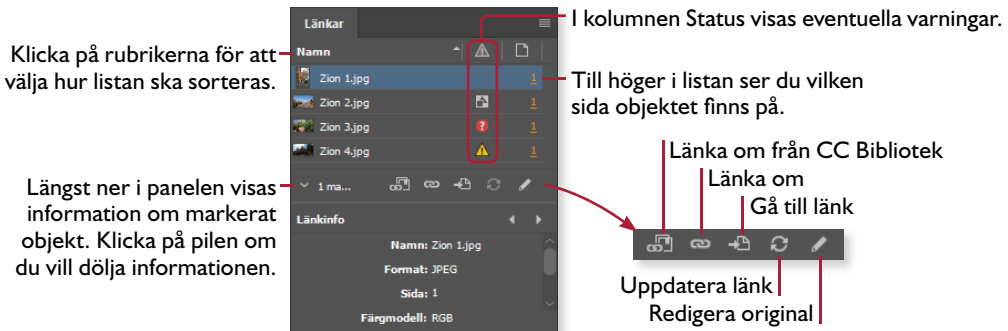 Länkar
I kolumnen Status visas eventuella varningar.
Klicka på rubrikerna för att
välja hur listan ska sorteras.
Namn
Zion 1.jpg 1
Zion 2.jpg 1
Zion 3.jpg 1
Zion 4.jpg 1
Till höger i listan ser du vilken
sida objektet finns på.
Längst ner i panelen visas
information om markerat
objekt. Klicka på pilen om
du vill dölja informationen.
1 ma...
Länkinfo
Namn: Zion 1.jpg
Format: JPEG
Sida: 1
Färgmodell: RGB
Länka om från CC Bibliotek
Länka om
Gå till länk
Uppdatera länk
Redigera original